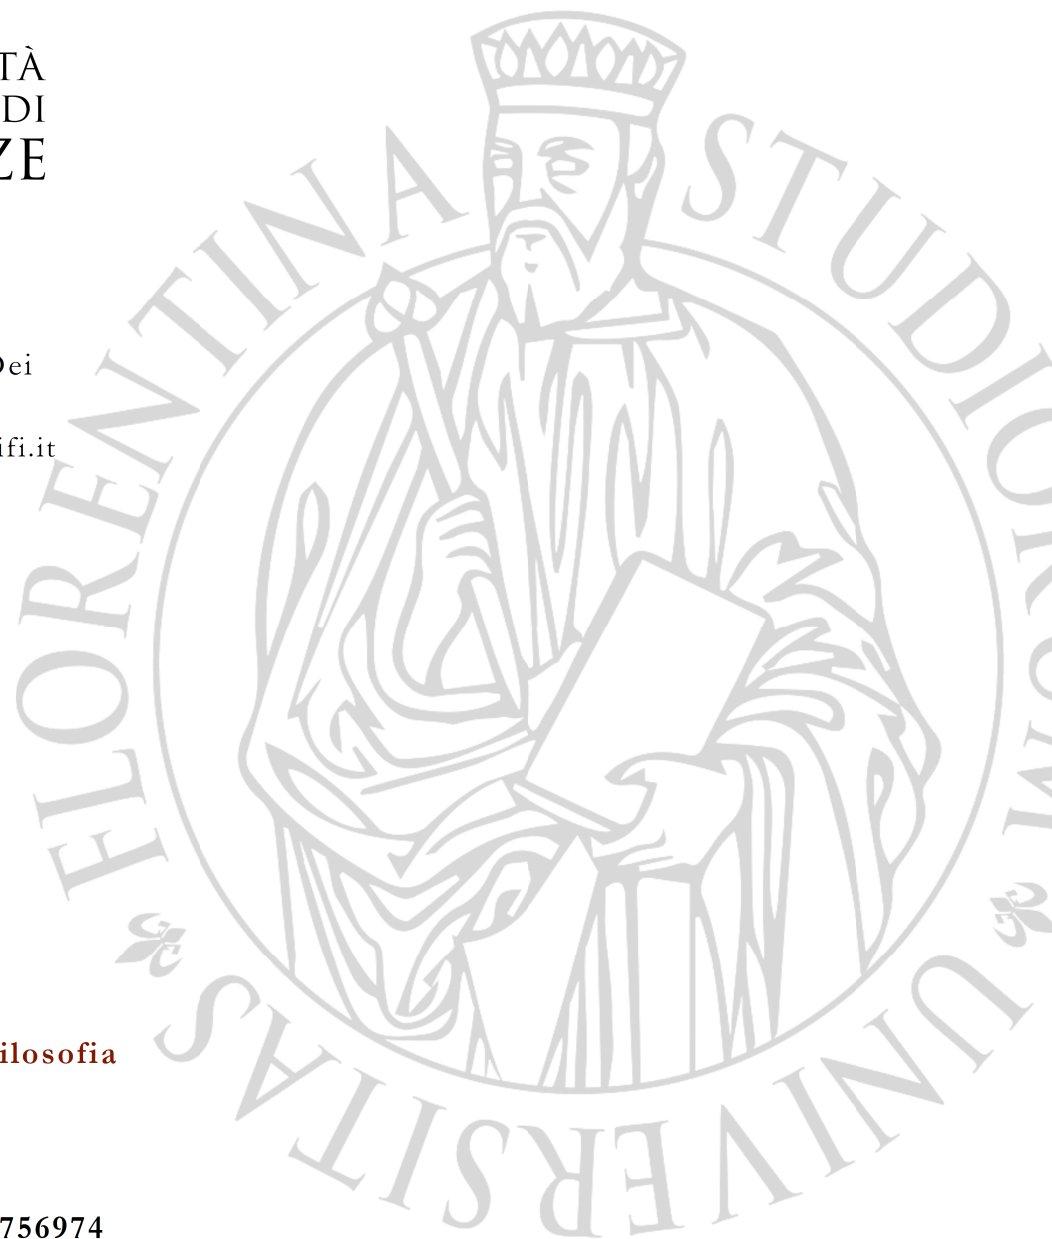 TÀ
DI
ZE
Dei
ifi.it
ilosofia
756974
FLORENTINA STUDIORUM UNIVERSITAS